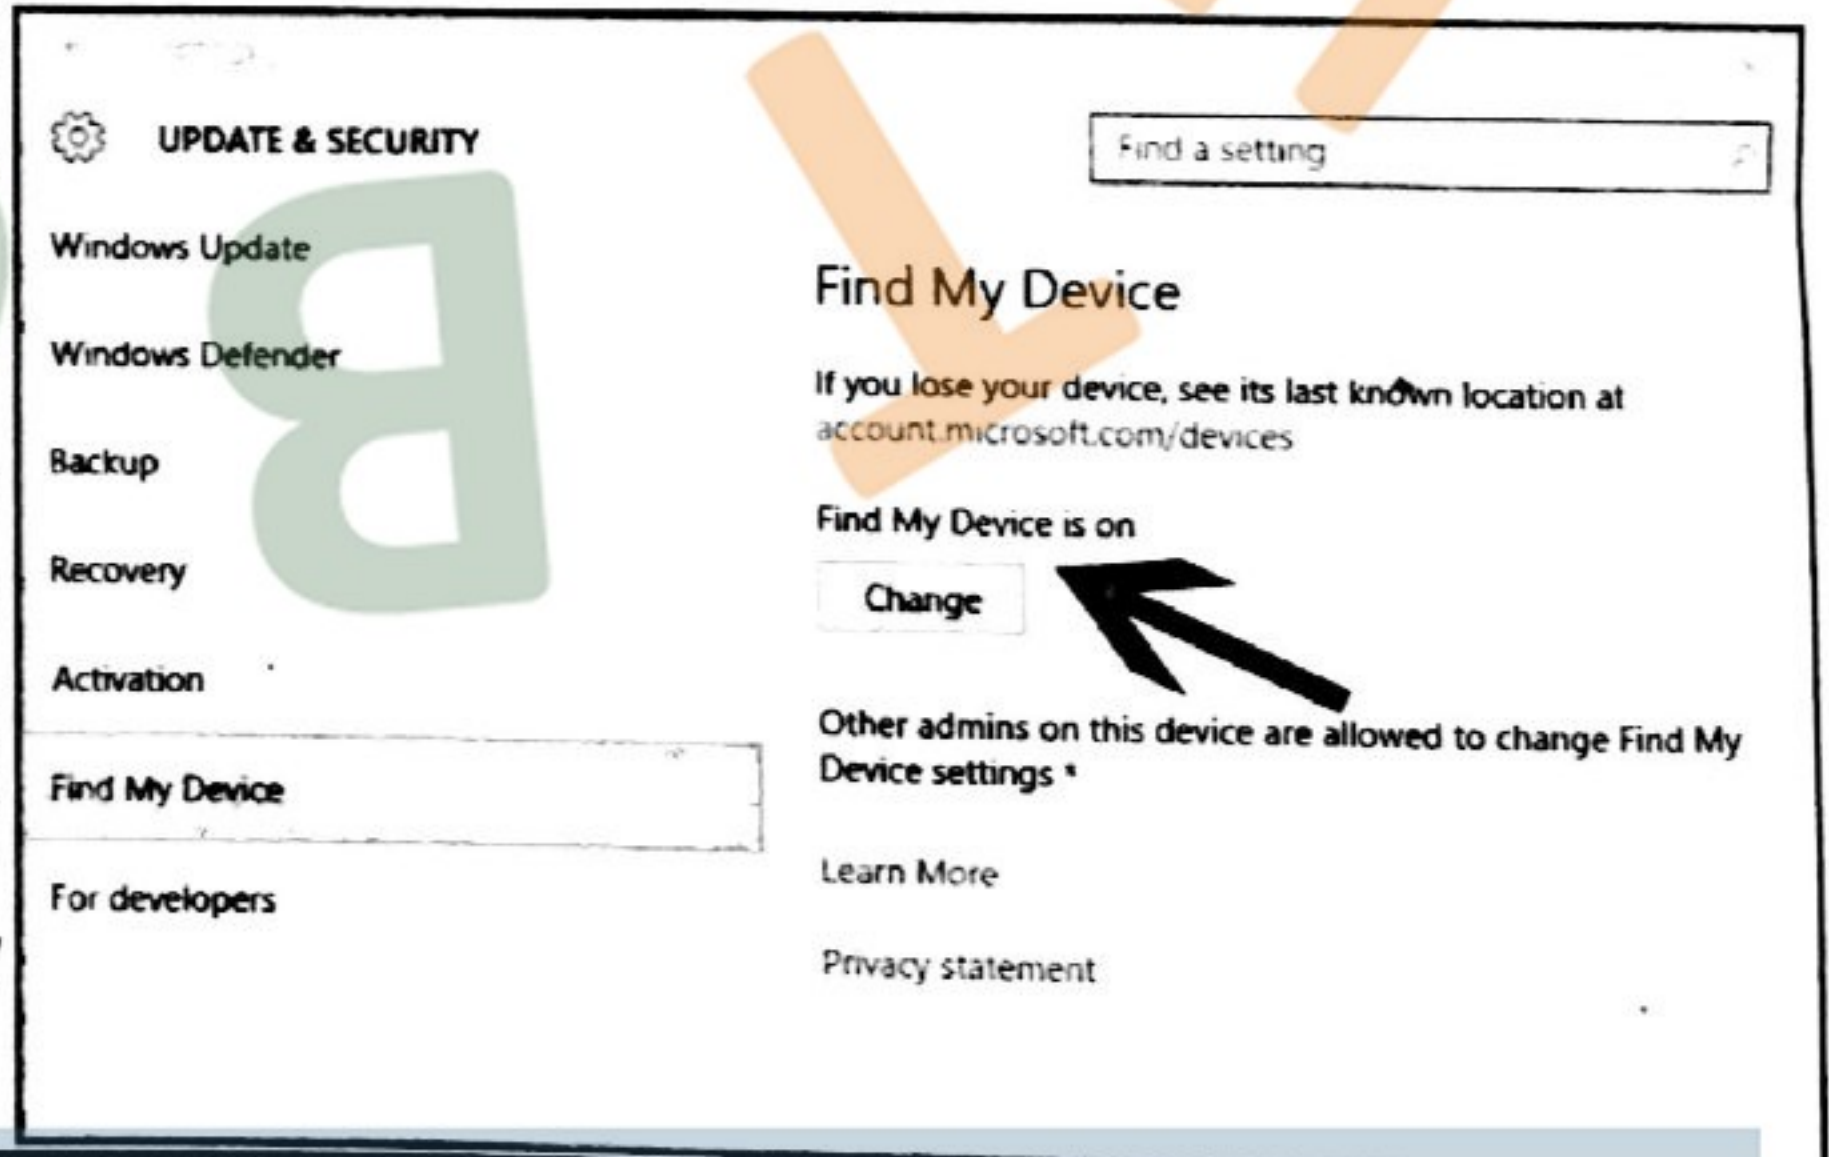 UPDATE & SECURITY
Find a setting
Windows Update
Windows Defender
Backup
Recovery
Activation
Find My Device
For developers
Find My Device
If you lose your device, see its last known location at
account.microsoft.com/devices
Find My Device is on
Change
Other admins on this device are allowed to change Find My
Device settings *
Learn More
Privacy statement